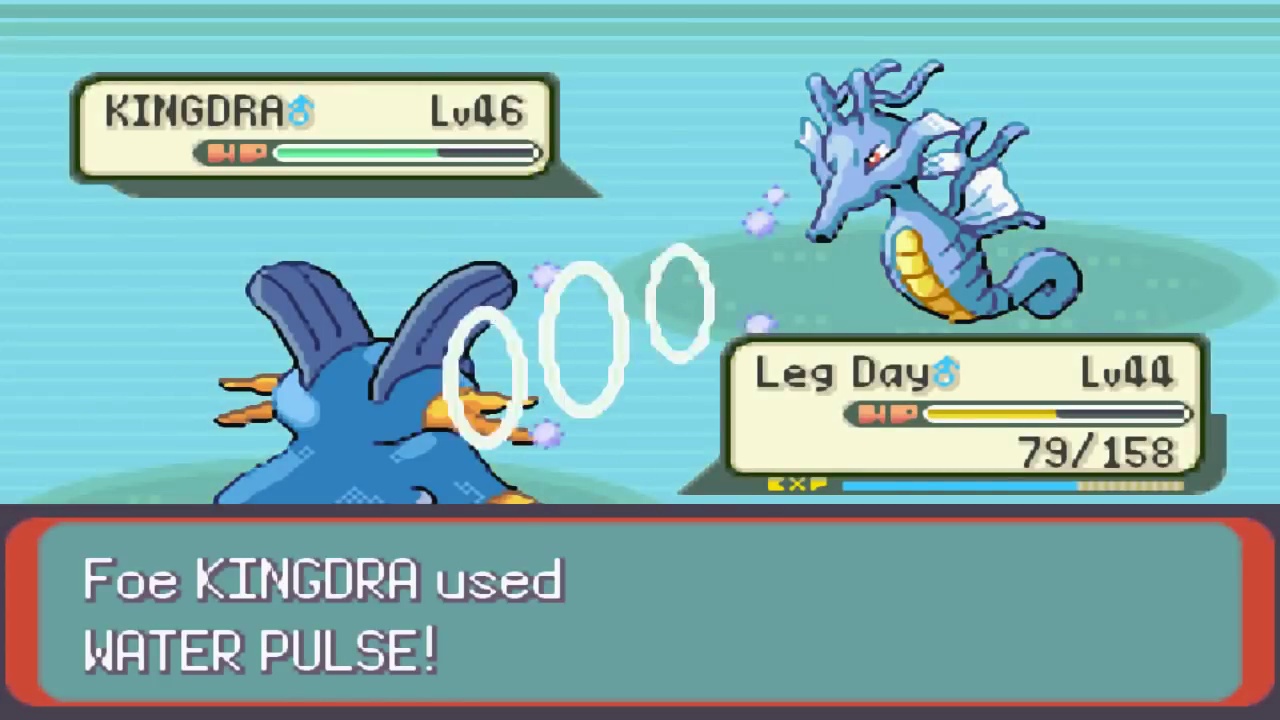 KINGDRA♂ Lv46
HP
Leg Day♂ Lv44
HP
79/158
EXP
Foe KINGDRA used
WATER PULSE!